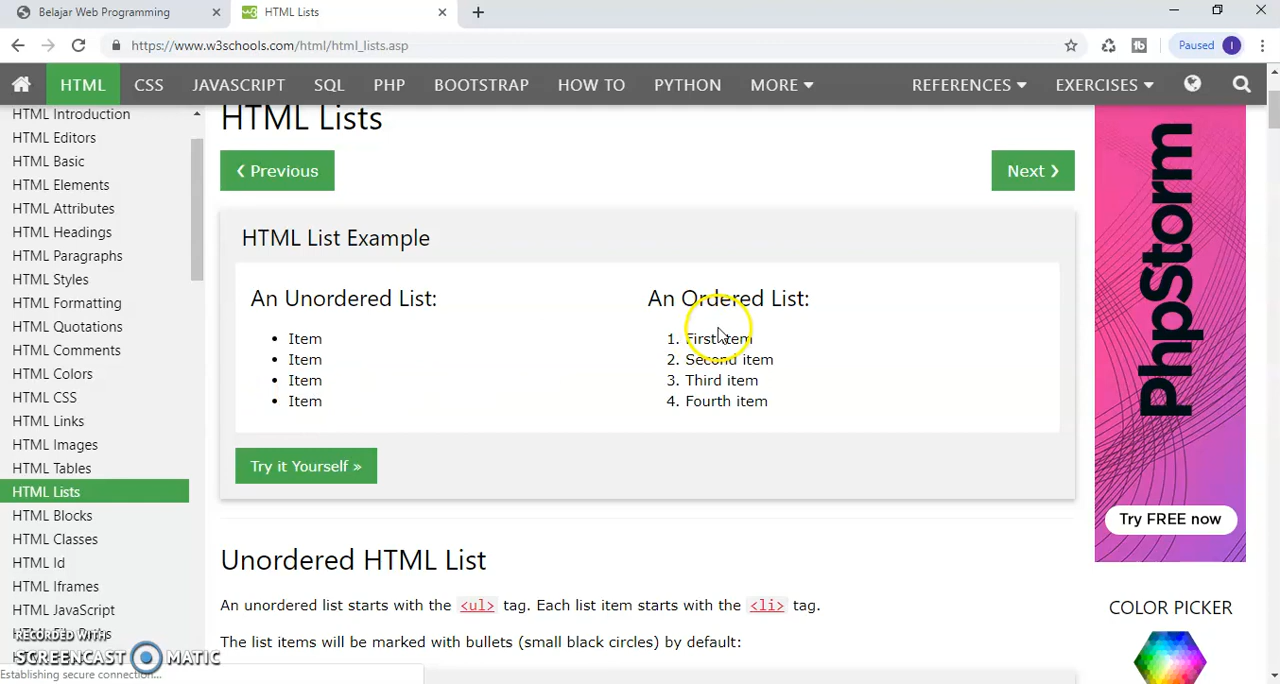 Belajar Web Programming
HTML Lists
https://www.w3schools.com/html/html_lists.asp
Paused I
HTML CSS JAVASCRIPT SQL PHP BOOTSTRAP HOW TO PYTHON MORE REFERENCES EXERCISES
HTML Introduction
HTML Editors
HTML Basic
HTML Elements
HTML Attributes
HTML Headings
HTML Paragraphs
HTML Styles
HTML Formatting
HTML Quotations
HTML Comments
HTML Colors
HTML CSS
HTML Links
HTML Images
HTML Tables
HTML Lists
HTML Blocks
HTML Classes
HTML Id
HTML Iframes
HTML JavaScript
HTML Lists
❮ Previous
Next ❯
HTML List Example
An Unordered List:
• Item
• Item
• Item
• Item
An Ordered List:
1. First item
2. Second item
3. Third item
4. Fourth item
Try it Yourself »
Unordered HTML List
An unordered list starts with the <ul> tag. Each list item starts with the <li> tag.
The list items will be marked with bullets (small black circles) by default:
PhpStorm
Try FREE now
COLOR PICKER
RECORDED WITH
SCREENCAST MATIC
Establishing secure connection...